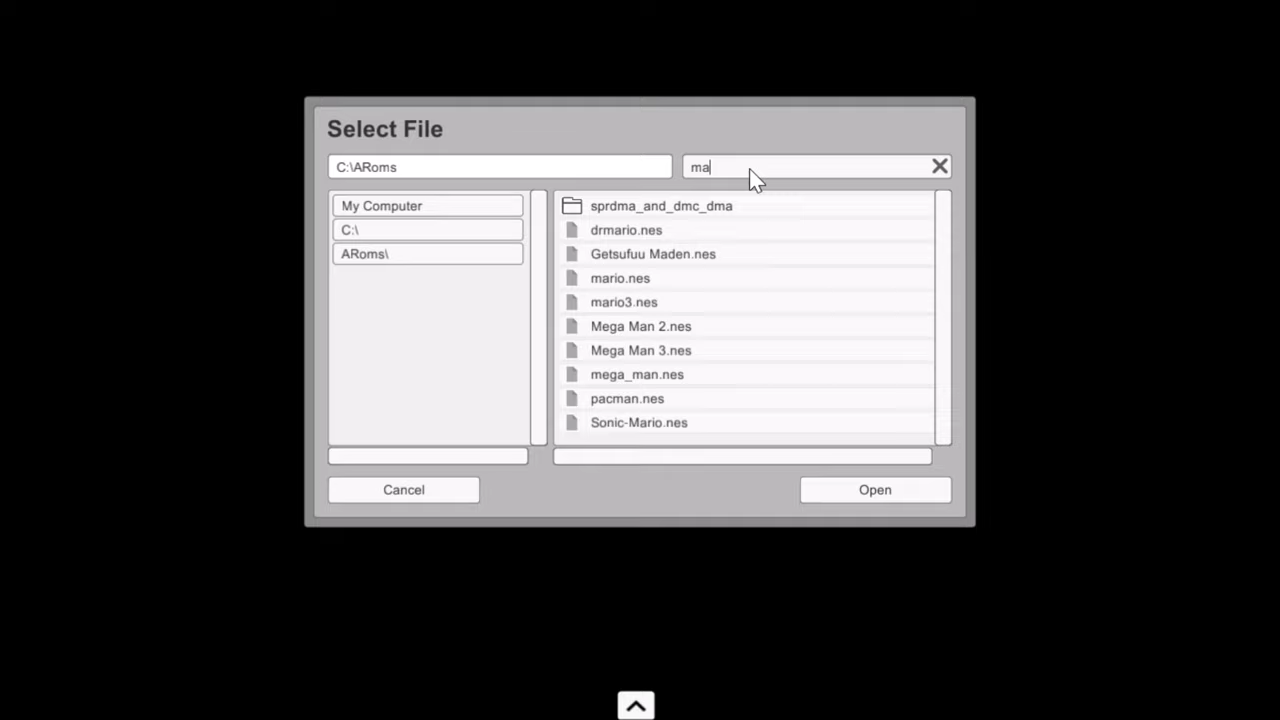 Select File
C:\ARoms
ma
My Computer
C:\
ARoms\
sprdma_and_dmc_dma
drmario.nes
Getsufuu Maden.nes
mario.nes
mario3.nes
Mega Man 2.nes
Mega Man 3.nes
mega_man.nes
pacman.nes
Sonic-Mario.nes
Cancel
Open